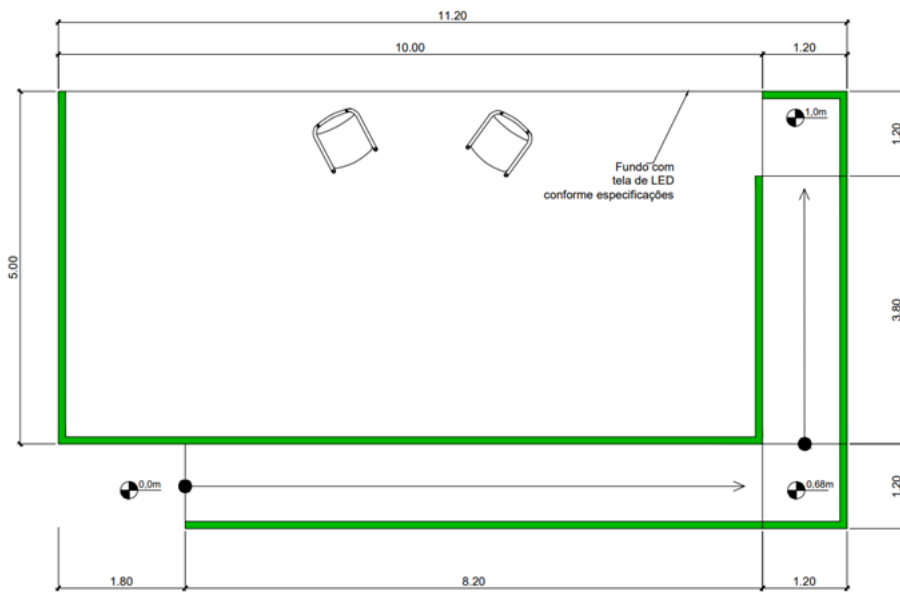 11.20
10.00
1.20
1,0m
1.20
Fundo com
tela de LED
conforme especificações
5.00
3.80
0,0m
0,68m
1.20
1.80
8.20
1.20